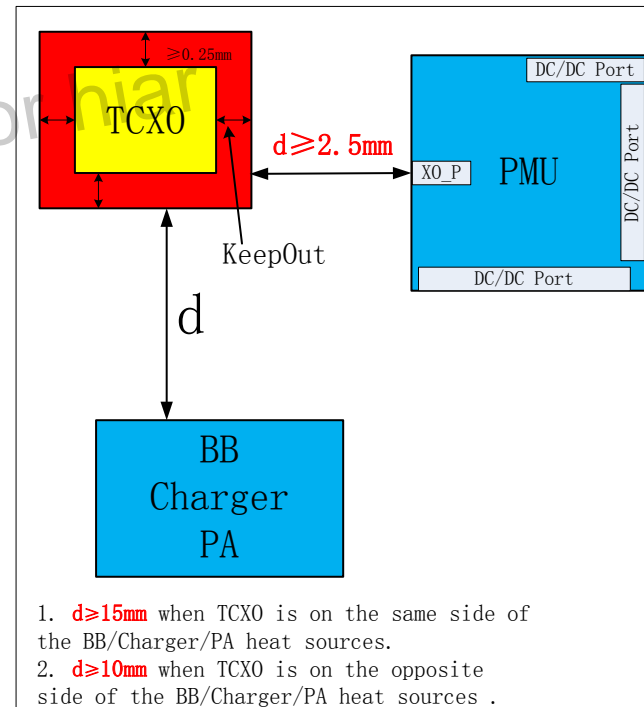 ≥0.25mm
TCXO
d≥2.5mm
KeepOut
DC/DC Port
DC/DC Port
XO_P
PMU
DC/DC Port
d
BB
Charger
PA
1. d≥15mm when TCXO is on the same side of
the BB/Charger/PA heat sources.
2. d≥10mm when TCXO is on the opposite
side of the BB/Charger/PA heat sources .